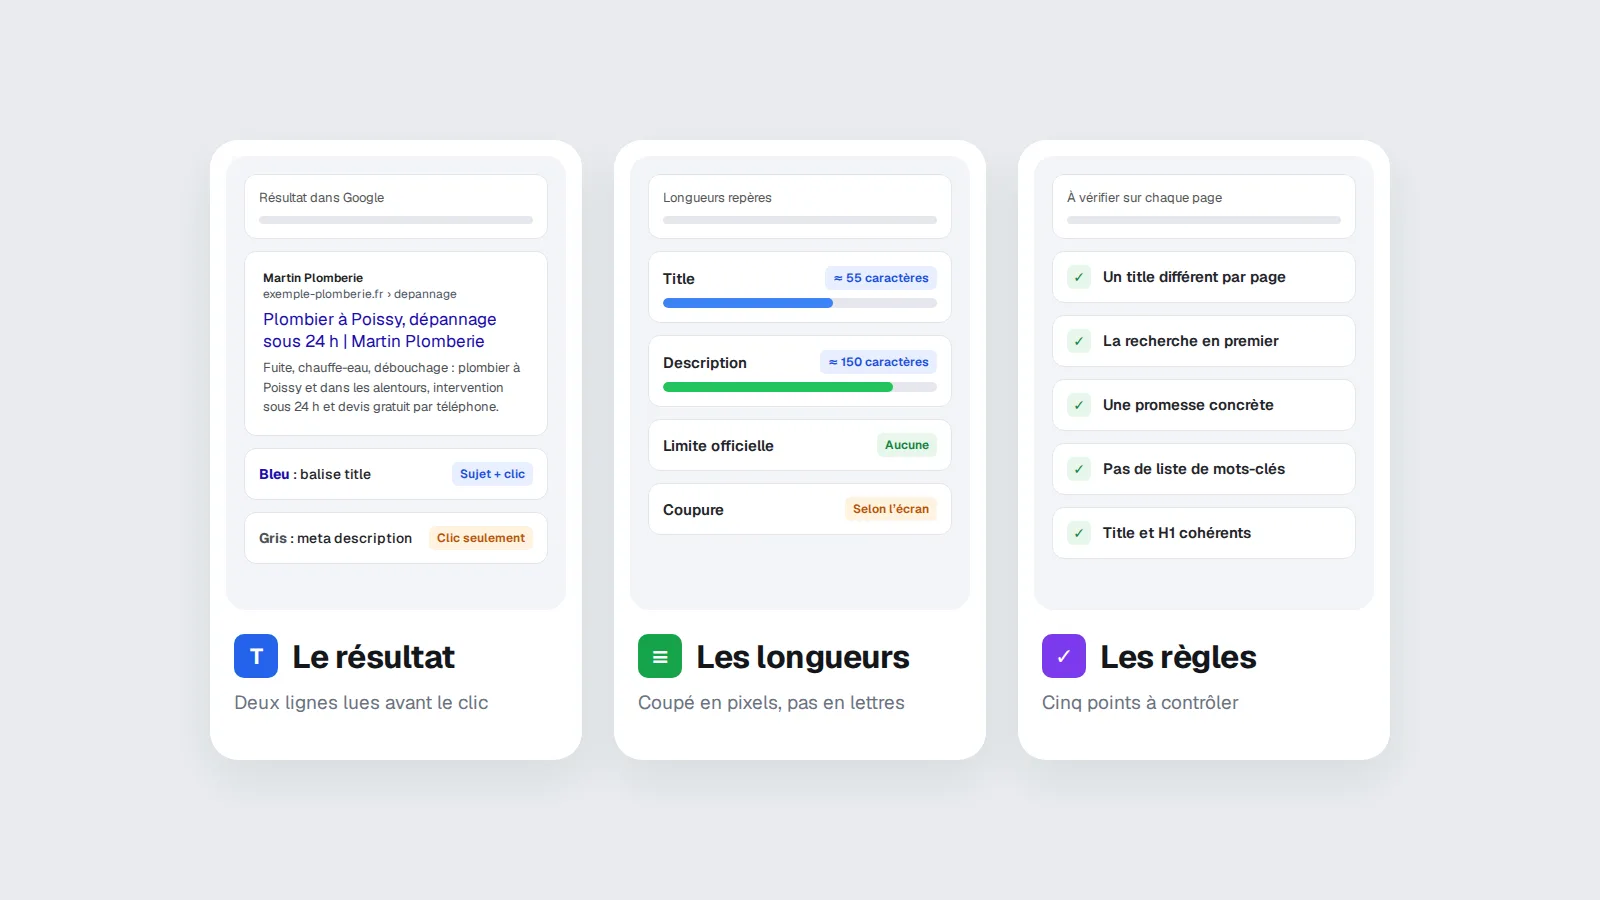 Résultat dans Google
Martin Plomberie
exemple-plomberie.fr › depannage
Plombier à Poissy, dépannage
sous 24 h | Martin Plomberie
Fuite, chauffe-eau, débouchage : plombier à
Poissy et dans les alentours, intervention
sous 24 h et devis gratuit par téléphone.
Bleu : balise title
Sujet + clic
Gris : meta description
Clic seulement
T
Le résultat
Deux lignes lues avant le clic
Longueurs repères
Title
≈ 55 caractères
Description
≈ 150 caractères
Limite officielle
Aucune
Coupure
Selon l'écran
≡
Les longueurs
Coupé en pixels, pas en lettres
À vérifier sur chaque page
✓ Un title différent par page
✓ La recherche en premier
✓ Une promesse concrète
✓ Pas de liste de mots-clés
✓ Title et H1 cohérents
✓
Les règles
Cinq points à contrôler